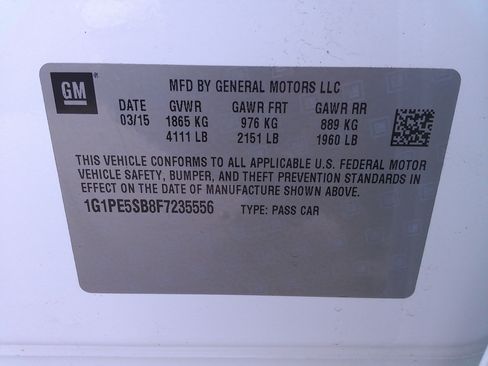 GM
MFD BY GENERAL MOTORS LLC
DATE GVWR GAWR FRT GAWR RR
03/15 1865 KG 976 KG 889 KG
4111 LB 2151 LB 1960 LB
THIS VEHICLE CONFORMS TO ALL APPLICABLE U.S. FEDERAL MOTOR
VEHICLE SAFETY, BUMPER, AND THEFT PREVENTION STANDARDS IN
EFFECT ON THE DATE OF MANUFACTURE SHOWN ABOVE.
1G1PE5SB8F7235556 TYPE: PASS CAR